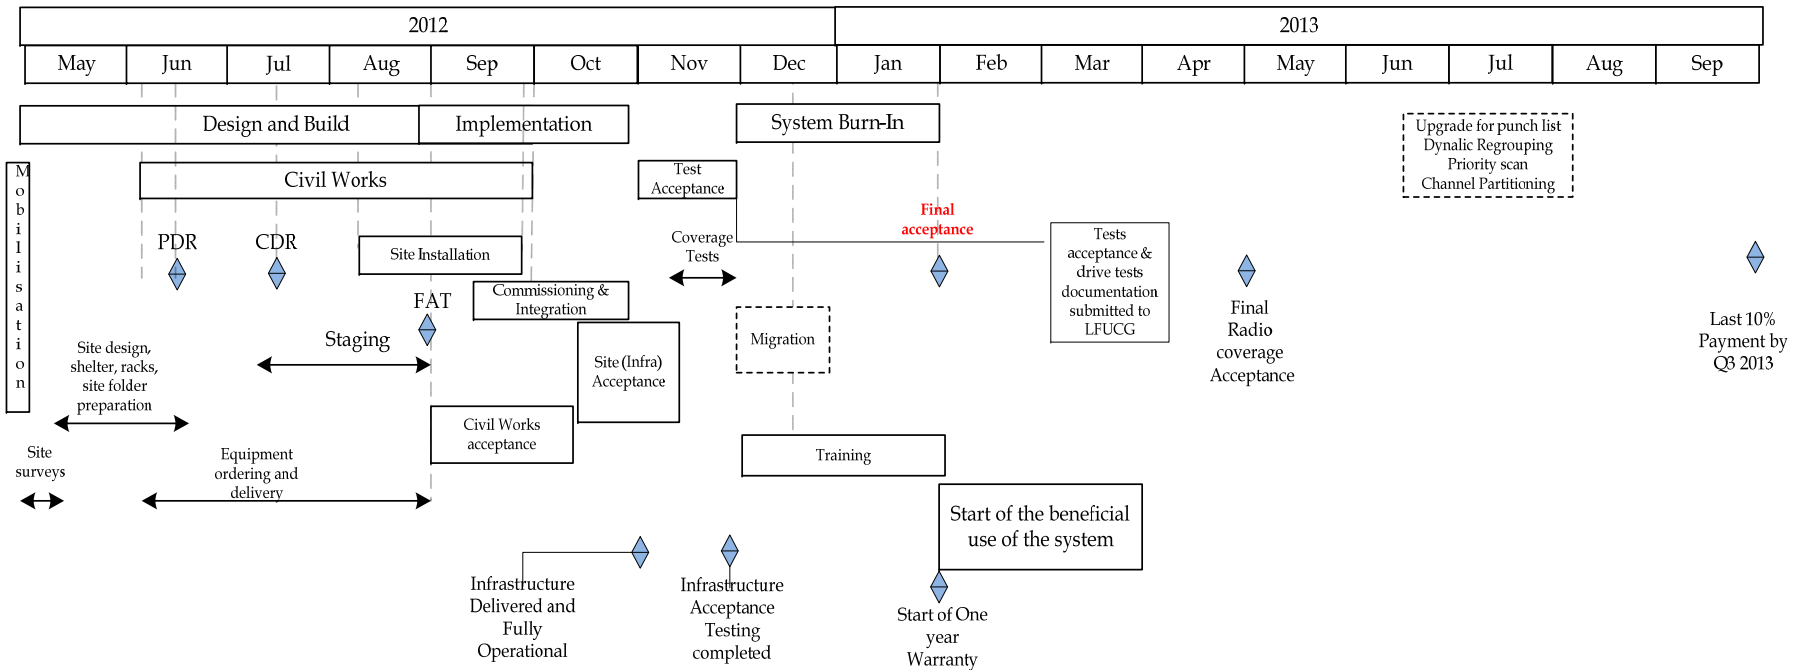 2012
2013
May
Jun
Jul
Aug
Sep
Oct
Nov
Dec
Jan
Feb
Mar
Apr
May
Jun
Jul
Aug
Sep
Design and Build
Implementation
System Burn-In
Upgrade for punch list
Dynalic Regrouping
Priority scan
Channel Partitioning
Mobilisation
Civil Works
Test
Acceptance
Final
acceptance
PDR
CDR
Site Installation
Coverage
Tests
Tests
acceptance &
drive tests
documentation
submitted to
LFUCG
FAT
Commissioning &
Integration
Staging
Site (Infra)
Acceptance
Migration
Final
Radio
coverage
Acceptance
Last 10%
Payment by
Q3 2013
Site design,
shelter, racks,
site folder
preparation
Civil Works
acceptance
Site
surveys
Equipment
ordering and
delivery
Training
Start of the beneficial
use of the system
Infrastructure
Delivered and
Fully
Operational
Infrastructure
Acceptance
Testing
completed
Start of One
year
Warranty